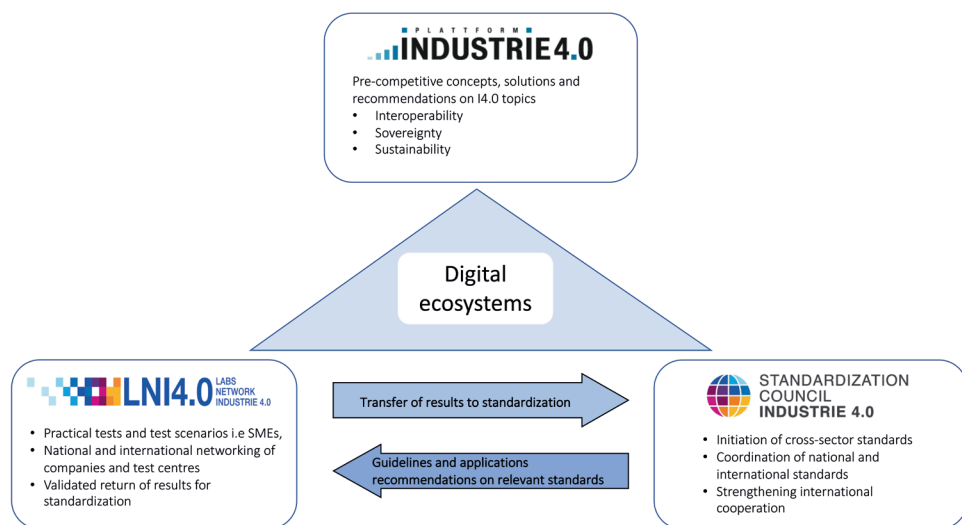 PLATTFORM
INDUSTRIE4.0
Pre-competitive concepts, solutions and
recommendations on I4.0 topics
• Interoperability
• Sovereignty
• Sustainability
Digital
ecosystems
LNI4.0 LABS
NETWORK
INDUSTRIE 4.0
• Practical tests and test scenarios i.e SMEs,
• National and international networing of
companies and test centres
• Validated return of results for
standardization
Transfer of results to standardization
Guidelines and applications
recommendations on relevant standards
STANDARDIZATION
COUNCIL
INDUSTRIE 4.0
• Initiation of cross-sector standards
• Coordination of national and
international standards
• Strengthening international
cooperation